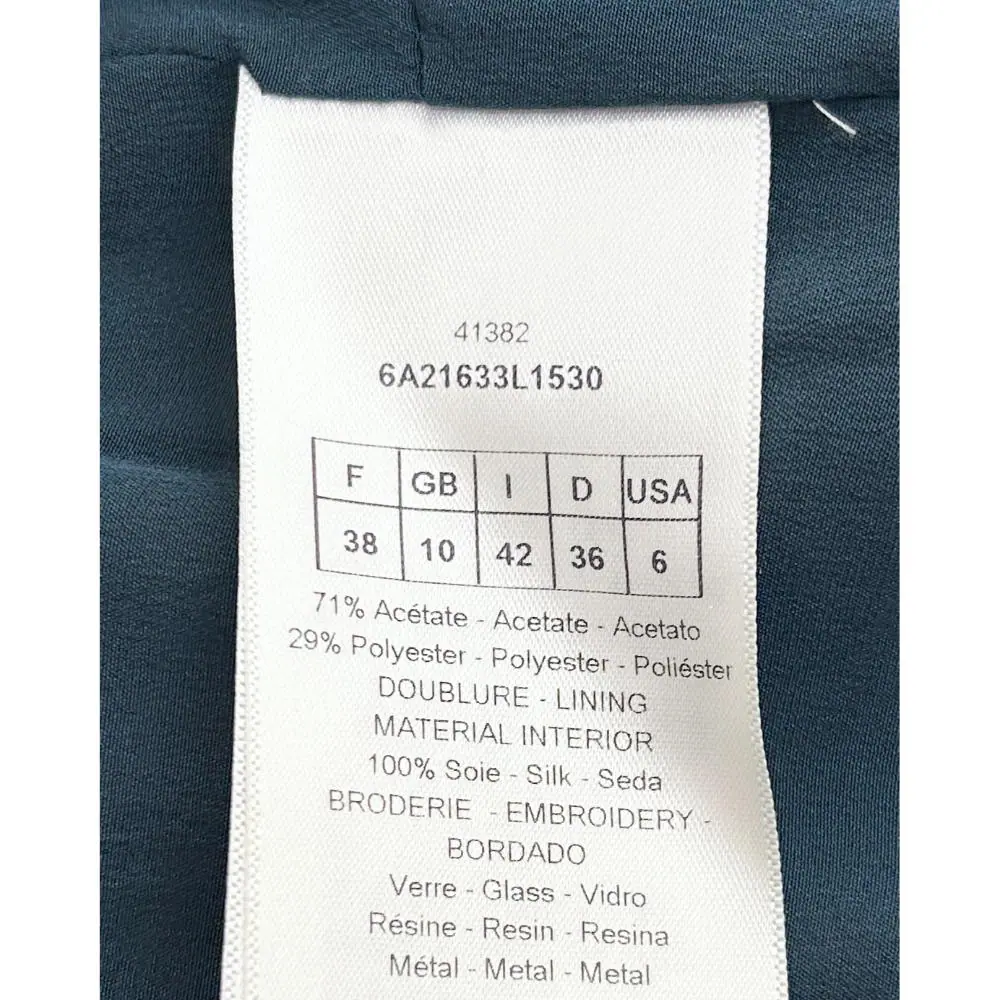 41382
6A21633L1530
F GB I D USA
38 10 42 36 6
71% Acétate - Acetate - Acetato
29% Polyester - Polyester - Poliéster
DOUBLURE - LINING
MATERIAL INTERIOR
100% Soie - Silk - Seda
BRODERIE - EMBROIDERY -
BORDADO
Verre - Glass - Vidro
Résine - Resin - Resina
Métal - Metal - Metal